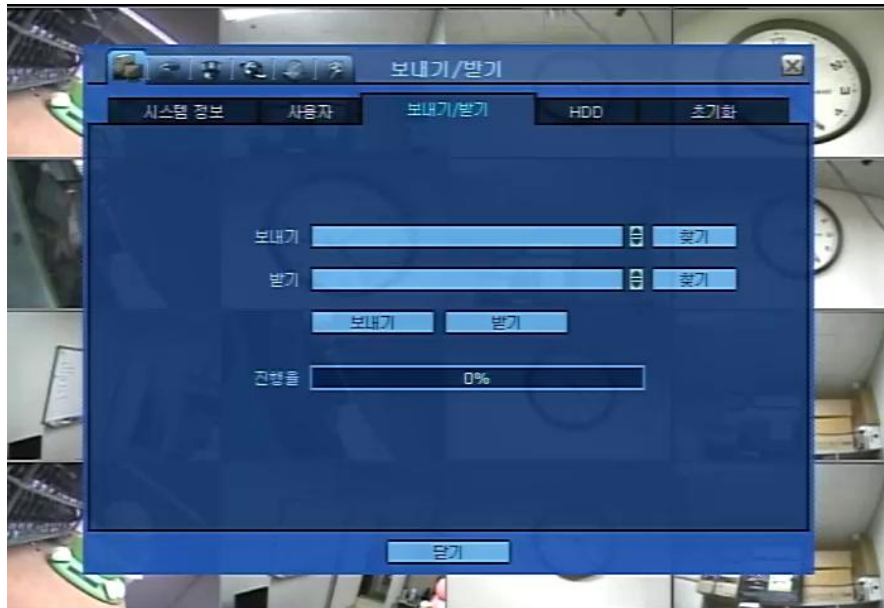 보내기/받기
시스템 정보 사용자 보내기/받기 HDD 초기화
보내기 찾기
받기 찾기
보내기 받기
진행율 0%
닫기